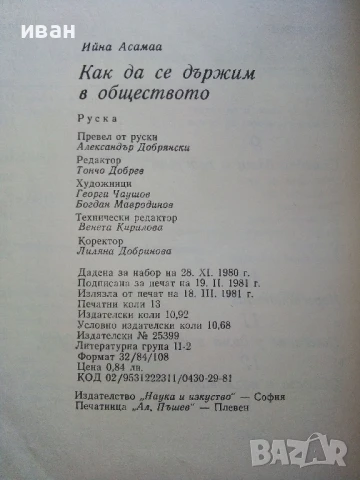 иван
Ийна Асамаа
Как да се държим
в обществото
Руска
Превел от руски
Александър Добрянски
Редактор
Тончо Добрев
Художници
Георги Чаушов
Богдан Мавродинов
Технически редактор
Венета Кирилова
Коректор
Лиляна Добринова
Дадена за набор на 28. XI. 1980 г.
Подписана за печат на 19. II. 1981 г.
Излязла от печат на 18. III. 1981 г.
Печатни коли 13
Издателски коли 10,92
Условно издателски коли 10,68
Издателски № 25399
Литературна група II-2
Формат 32/84/108
Цена 0,84 лв.
КОД 02/9531222311/0430-29-81
Издателство „Наука и изкуство" — София
Печатница „Ал. Пъшев" — Плевен
BAZAR